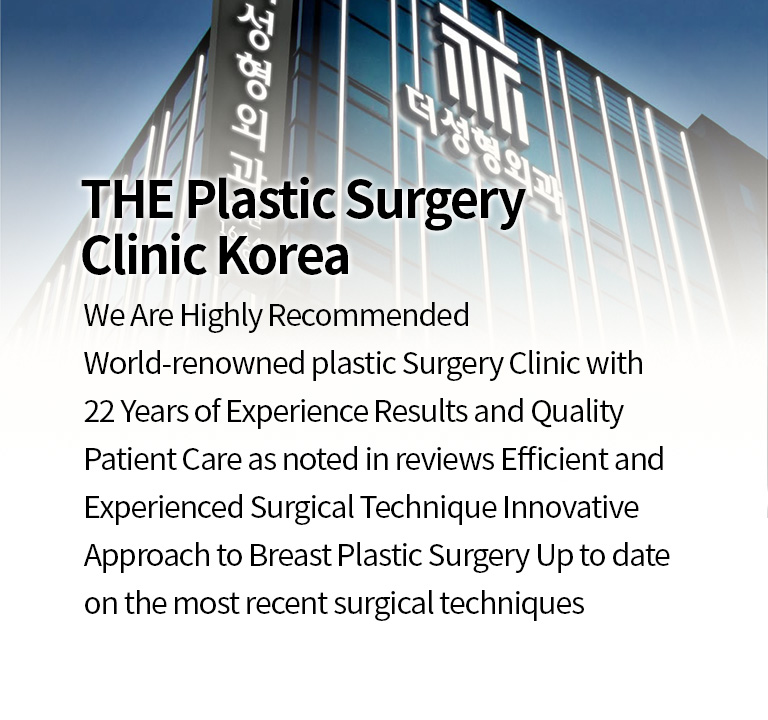 성형외과
더성형외과
THE Plastic Surgery
Clinic Korea
We Are Highly Recommended
World-renowned plastic Surgery Clinic with
22 Years of Experience Results and Quality
Patient Care as noted in reviews Efficient and
Experienced Surgical Technique Innovative
Approach to Breast Plastic Surgery Up to date
on the most recent surgical techniques